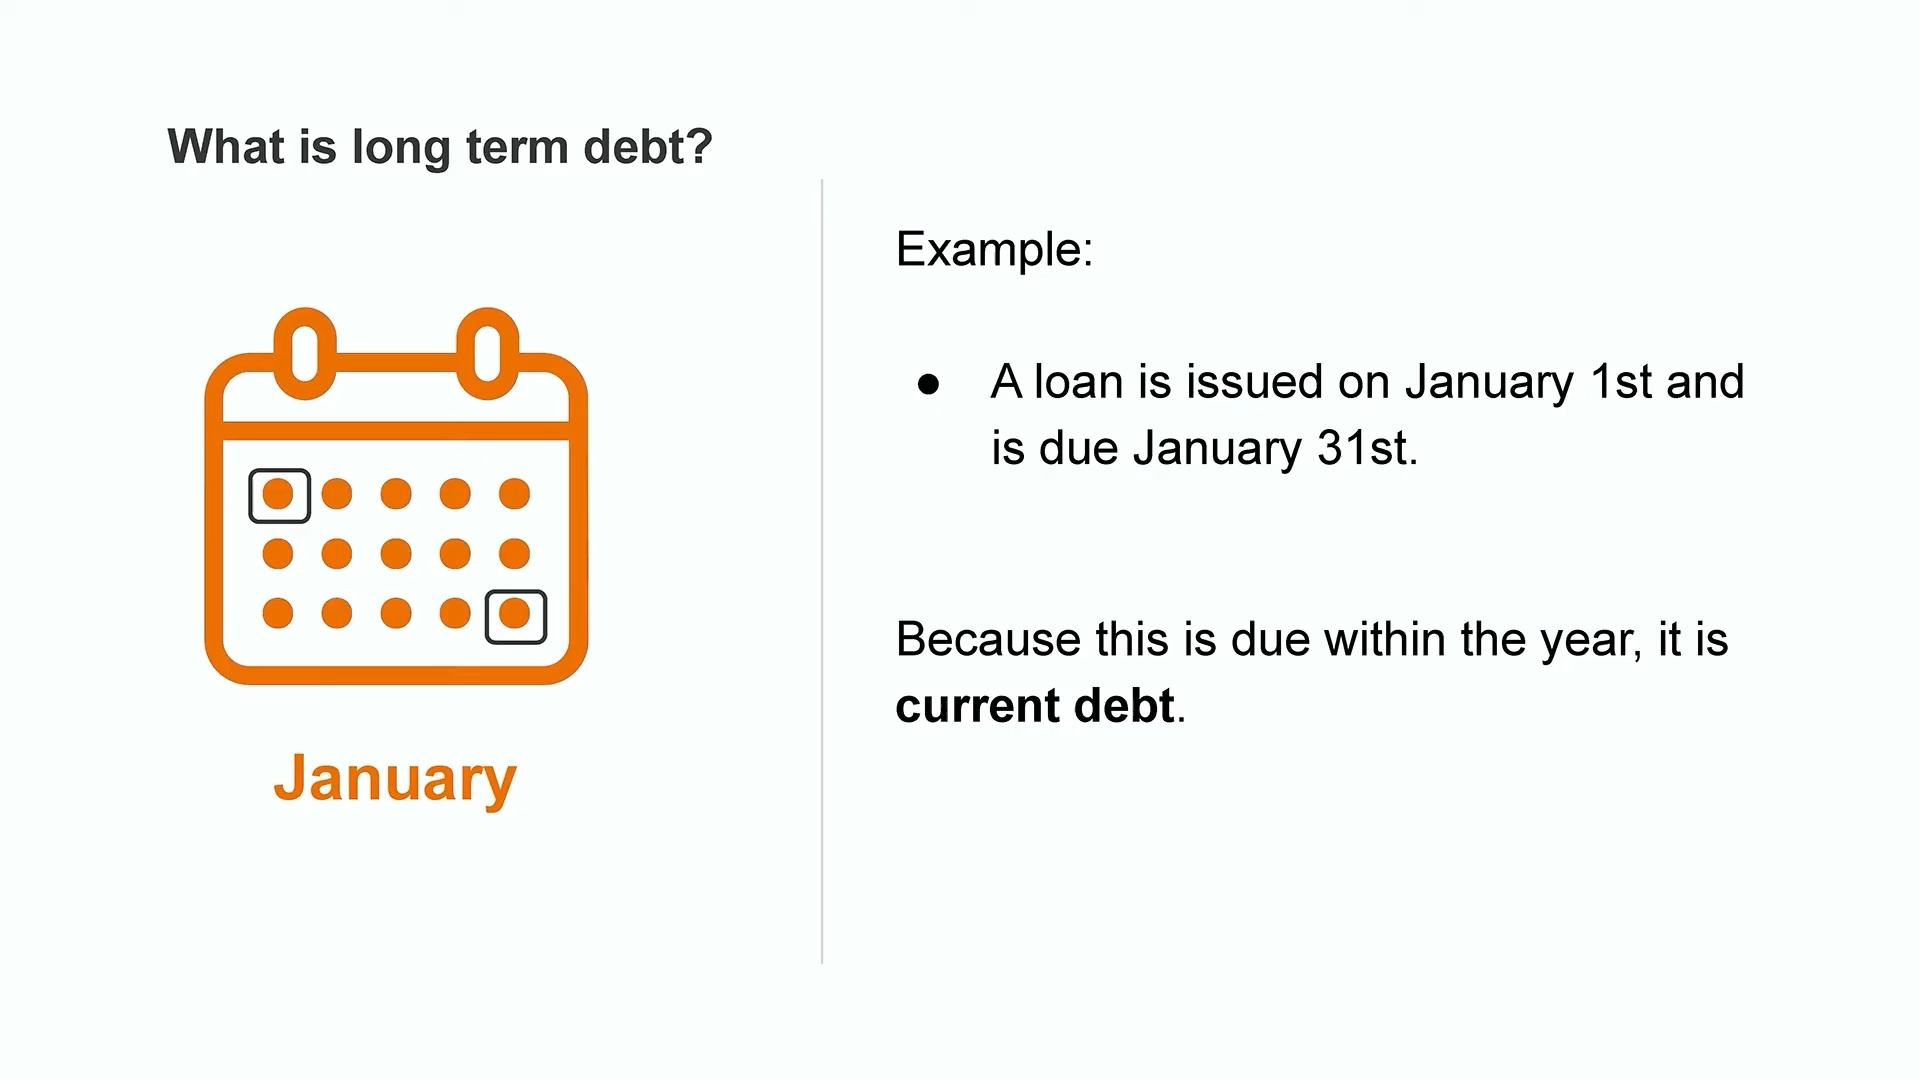 What is long term debt?
January
Example:
● A loan is issued on January 1st and
is due January 31st.
Because this is due within the year, it is
current debt.